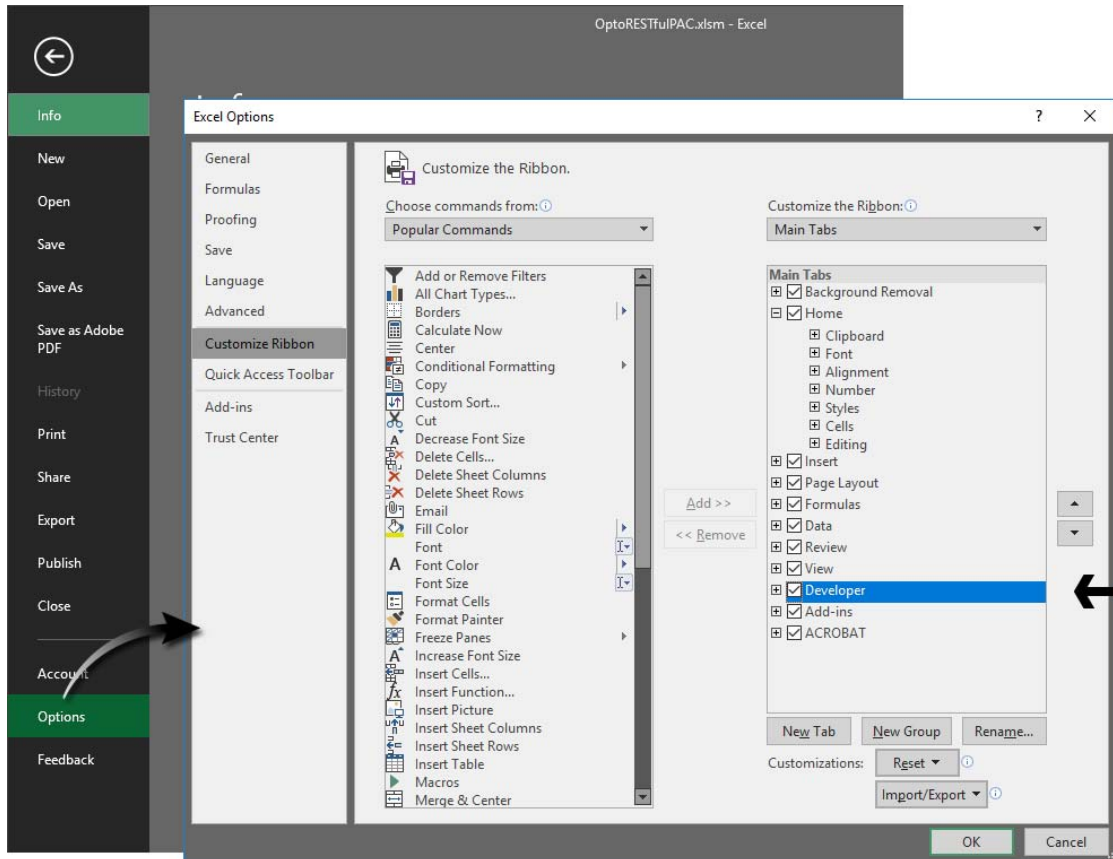 OptoRESTfulPAC.xlsm - Excel
Info
New
Open
Save
Save As
Save as Adobe
PDF
History
Print
Share
Export
Publish
Close
Account
Options
Feedback
Excel Options
?
General
Formulas
Proofing
Save
Language
Advanced
Customize Ribbon
Quick Access Toolbar
Add-ins
Trust Center
Customize the Ribbon.
Choose commands from:
Popular Commands
Add or Remove Filters
All Chart Types...
Borders
Calculate Now
Center
Conditional Formatting
Copy
Custom Sort...
Cut
Decrease Font Size
Delete Cells...
Delete Sheet Columns
Delete Sheet Rows
Email
Fill Color
Font
Font Color
Font Size
Format Cells
Format Painter
Freeze Panes
Increase Font Size
Insert Cells...
Insert Function...
Insert Picture
Insert Sheet Columns
Insert Sheet Rows
Insert Table
Macros
Merge & Center
Add >>
<< Remove
Customize the Ribbon:
Main Tabs
Main Tabs
Background Removal
Home
Clipboard
Font
Alignment
Number
Styles
Cells
Editing
Insert
Page Layout
Formulas
Data
Review
View
Developer
Add-ins
ACROBAT
New Tab
New Group
Rename...
Customizations:
Reset
Import/Export
OK
Cancel